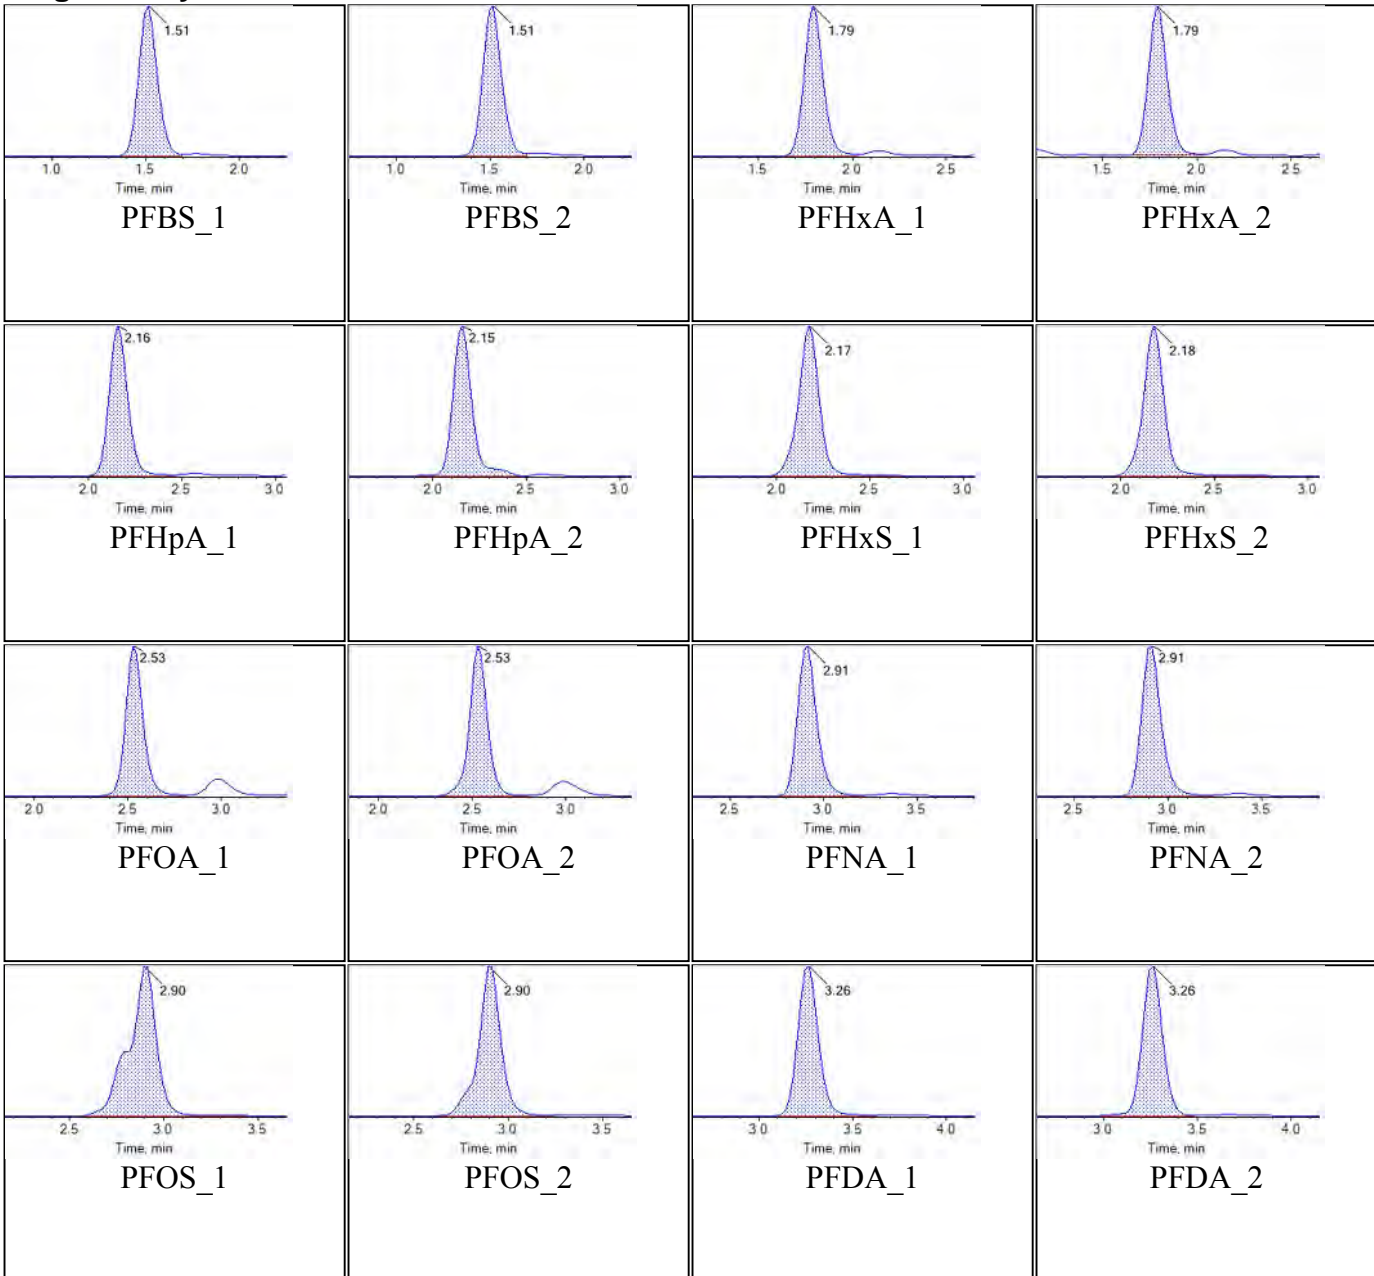 1.51 1.51 1.79 1.79
1.0 1.5 2.0 1.0 1.5 2.0 1.5 2.0 2.5 1.5 2.0 2.5
Time, min Time, min Time, min Time, min
PFBS_1 PFBS_2 PFHxA_1 PFHxA_2
2.16 2.15 2.17 2.18
2.0 2.5 3.0 2.0 2.5 3.0 2.0 2.5 3.0 2.0 2.5 3.0
Time, min Time, min Time, min Time, min
PFHpA_1 PFHpA_2 PFHxS_1 PFHxS_2
2.53 2.53 2.91 2.91
2.0 2.5 3.0 2.0 2.5 3.0 2.5 3.0 3.5 2.5 3.0 3.5
Time, min Time, min Time, min Time, min
PFOA_1 PFOA_2 PFNA_1 PFNA_2
2.90 2.90 3.26 3.26
2.5 3.0 3.5 2.5 3.0 3.5 3.0 3.5 4.0 3.0 3.5 4.0
Time, min Time, min Time, min Time, min
PFOS_1 PFOS_2 PFDA_1 PFDA_2